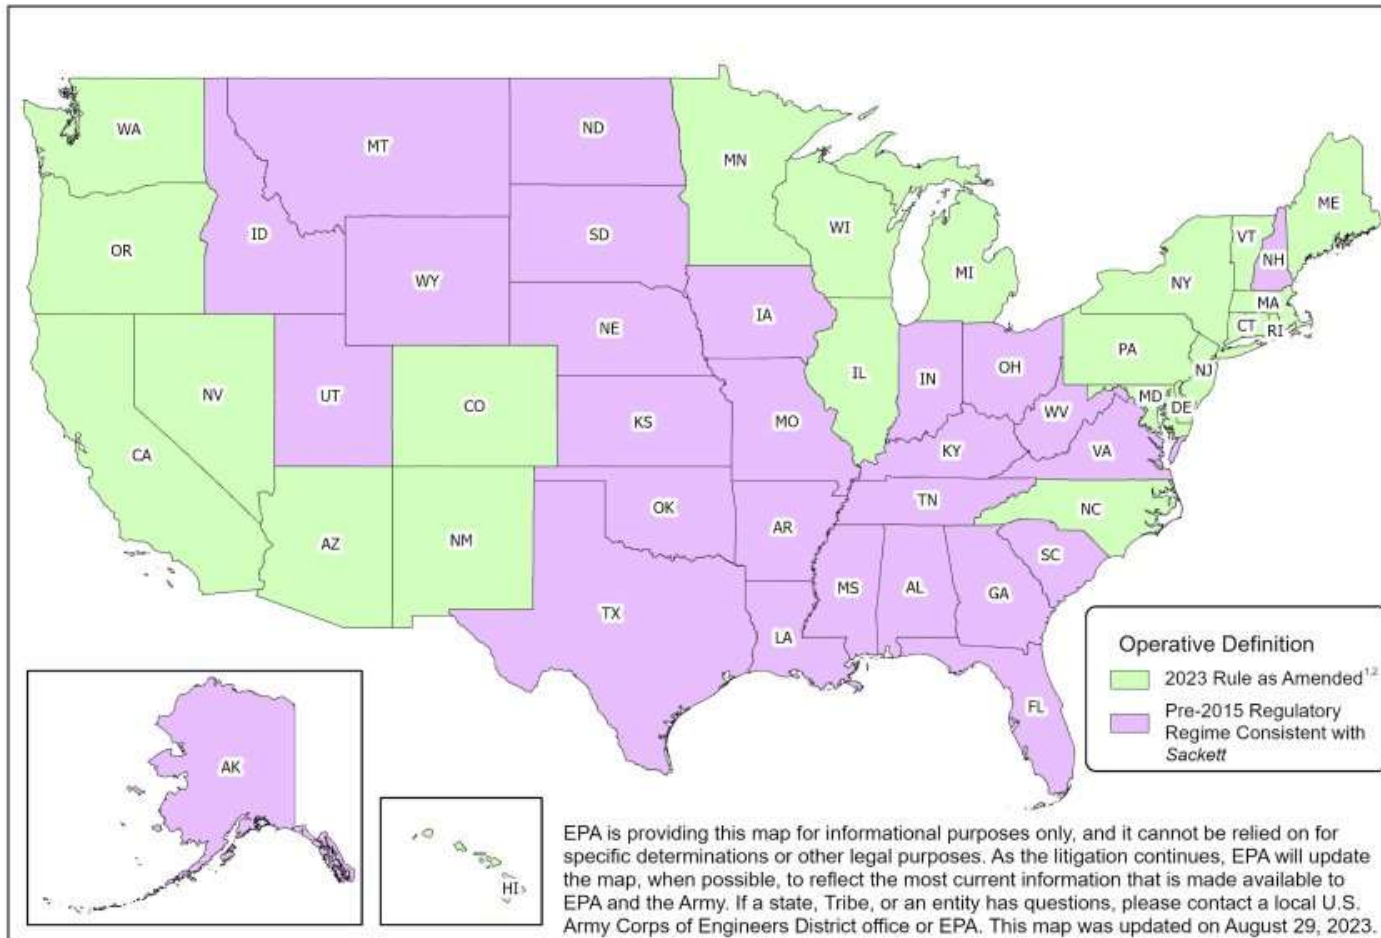 WA
MT
ND
MN
ME
OR
ID
SD
WI
VT
NH
WY
MI
NY
MA
NE
IA
CT
RI
PA
NV
UT
CO
IL
IN
OH
NJ
KS
MO
WV
MD
DE
CA
KY
VA
AZ
NM
OK
AR
TN
NC
SC
TX
LA
MS
AL
GA
FL
AK
HI
Operative Definition
2023 Rule as Amended1,2
Pre-2015 Regulatory
Regime Consistent with
Sackett
EPA is providing this map for informational purposes only, and it cannot be relied on for
specific determinations or other legal purposes. As the litigation continues, EPA will update
the map, when possible, to reflect the most current information that is made available to
EPA and the Army. If a state, Tribe, or an entity has questions, please contact a local U.S.
Army Corps of Engineers District office or EPA. This map was updated on August 29, 2023.